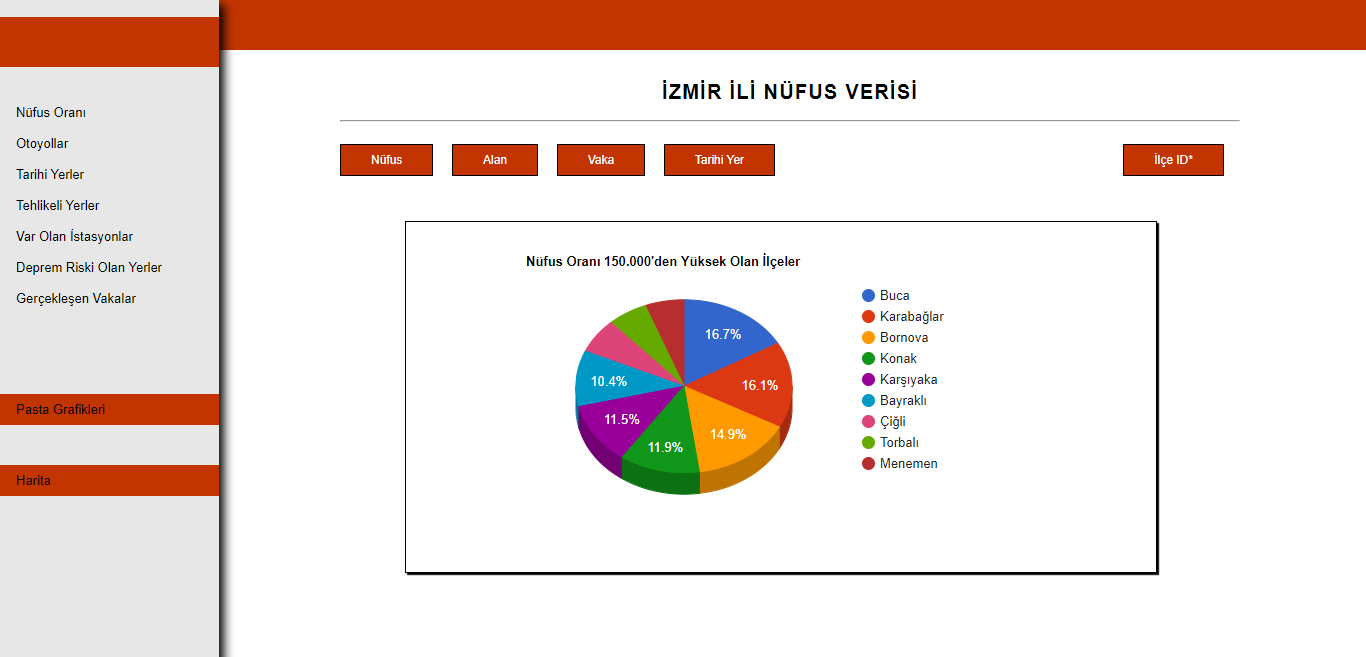 Nüfus Oranı
Otoyollar
Tarihi Yerler
Tehlikeli Yerler
Var Olan İstasyonlar
Deprem Riski Olan Yerler
Gerçekleşen Vakalar
Pasta Grafikleri
Harita
İZMİR İLİ NÜFUS VERİSİ
Nüfus Alan Vaka Tarihi Yer İlçe ID*
Nüfus Oranı 150.000'den Yüksek Olan İlçeler
16.7%
16.1%
14.9%
11.9%
11.5%
10.4%
Buca
Karabağlar
Bornova
Konak
Karşıyaka
Bayraklı
Çiğli
Torbalı
Menemen